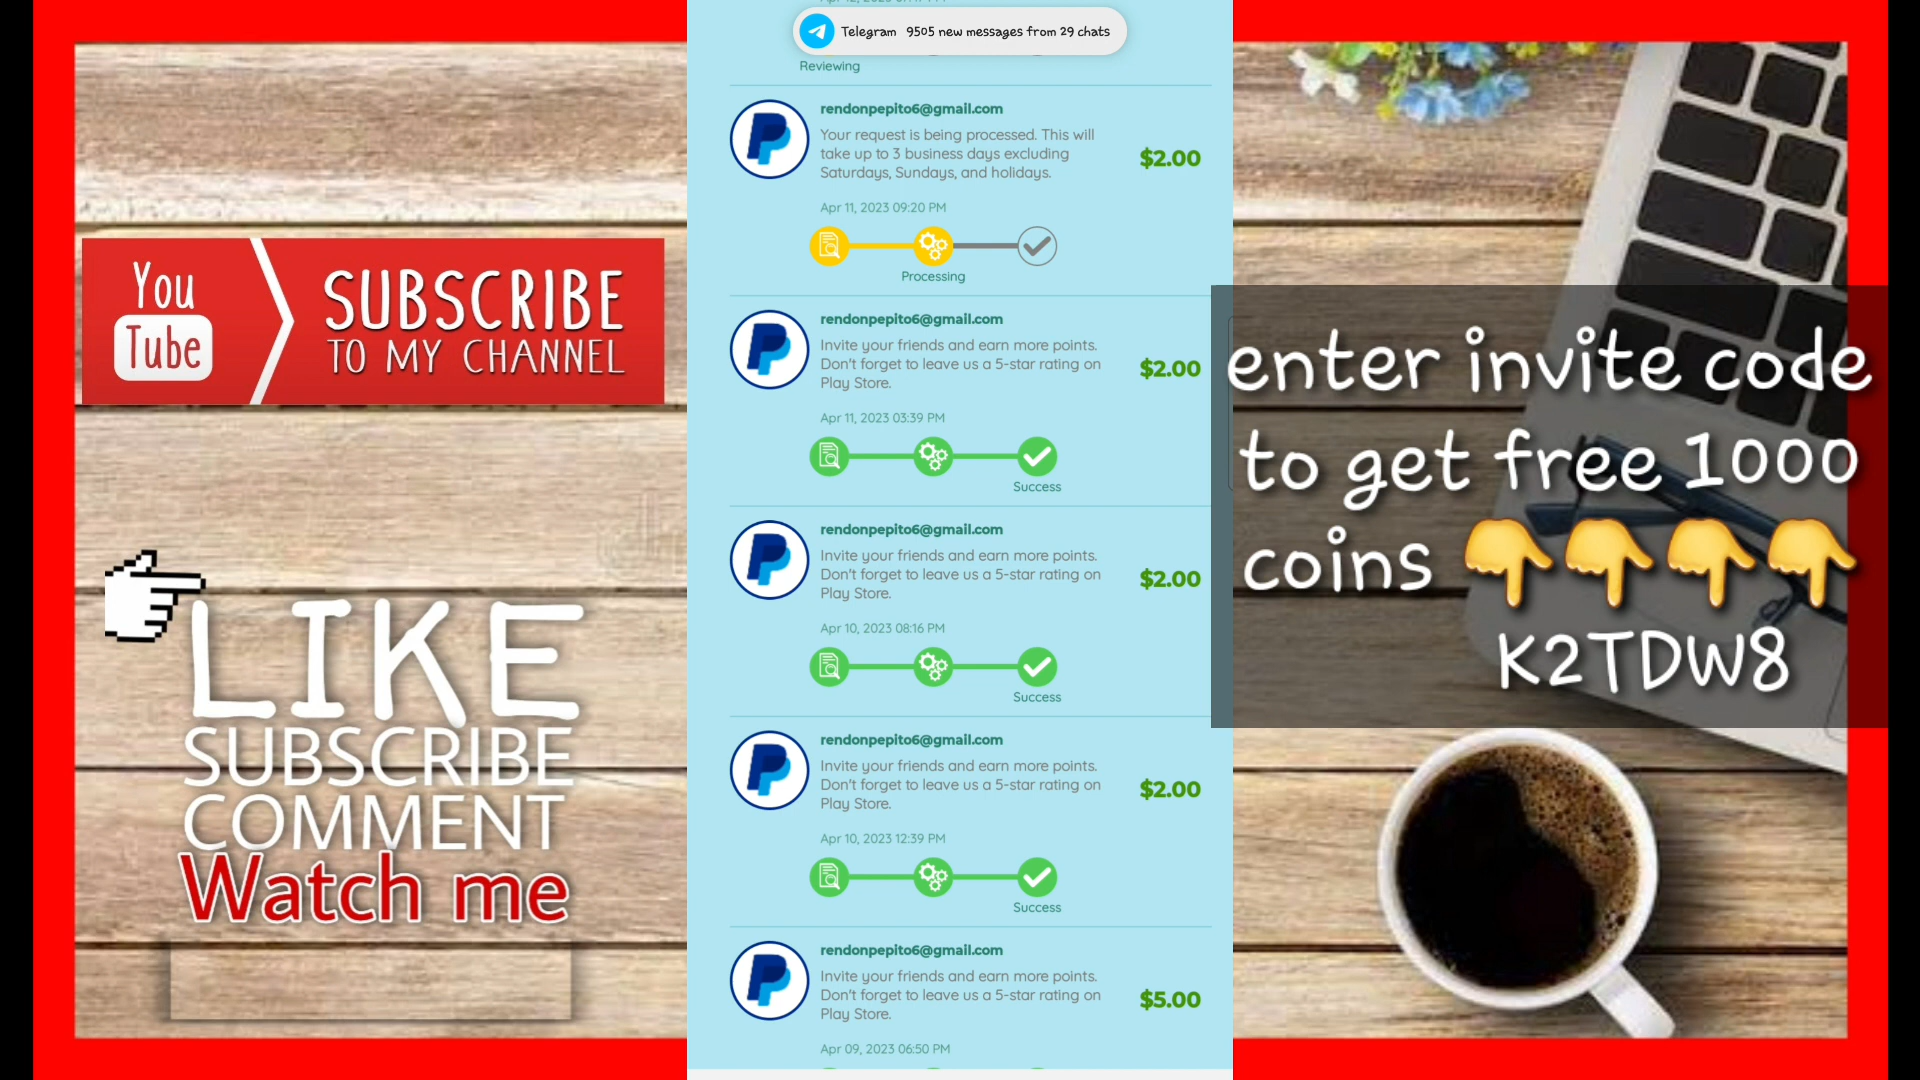 Telegram 9505 new messages from 29 chats
Reviewing
rendonpepito6@gmail.com
Your request is being processed. This will
take up to 3 business days excluding
Saturdays, Sundays, and holidays.
$2.00
Apr 11, 2023 09:20 PM
Processing
rendonpepito6@gmail.com
Invite your friends and earn more points.
Don't forget to leave us a 5-star rating on
Play Store.
$2.00
Apr 11, 2023 03:39 PM
Success
rendonpepito6@gmail.com
Invite your friends and earn more points.
Don't forget to leave us a 5-star rating on
Play Store.
$2.00
Apr 10, 2023 08:16 PM
Success
rendonpepito6@gmail.com
Invite your friends and earn more points.
Don't forget to leave us a 5-star rating on
Play Store.
$2.00
Apr 10, 2023 12:39 PM
Success
rendonpepito6@gmail.com
Invite your friends and earn more points.
Don't forget to leave us a 5-star rating on
Play Store.
$5.00
Apr 09, 2023 06:50 PM
You
Tube
SUBSCRIBE
TO MY CHANNEL
LIKE
SUBSCRIBE
COMMENT
Watch me
enter invite code
to get free 1000
coins 👇👇👇👇
K2TDW8